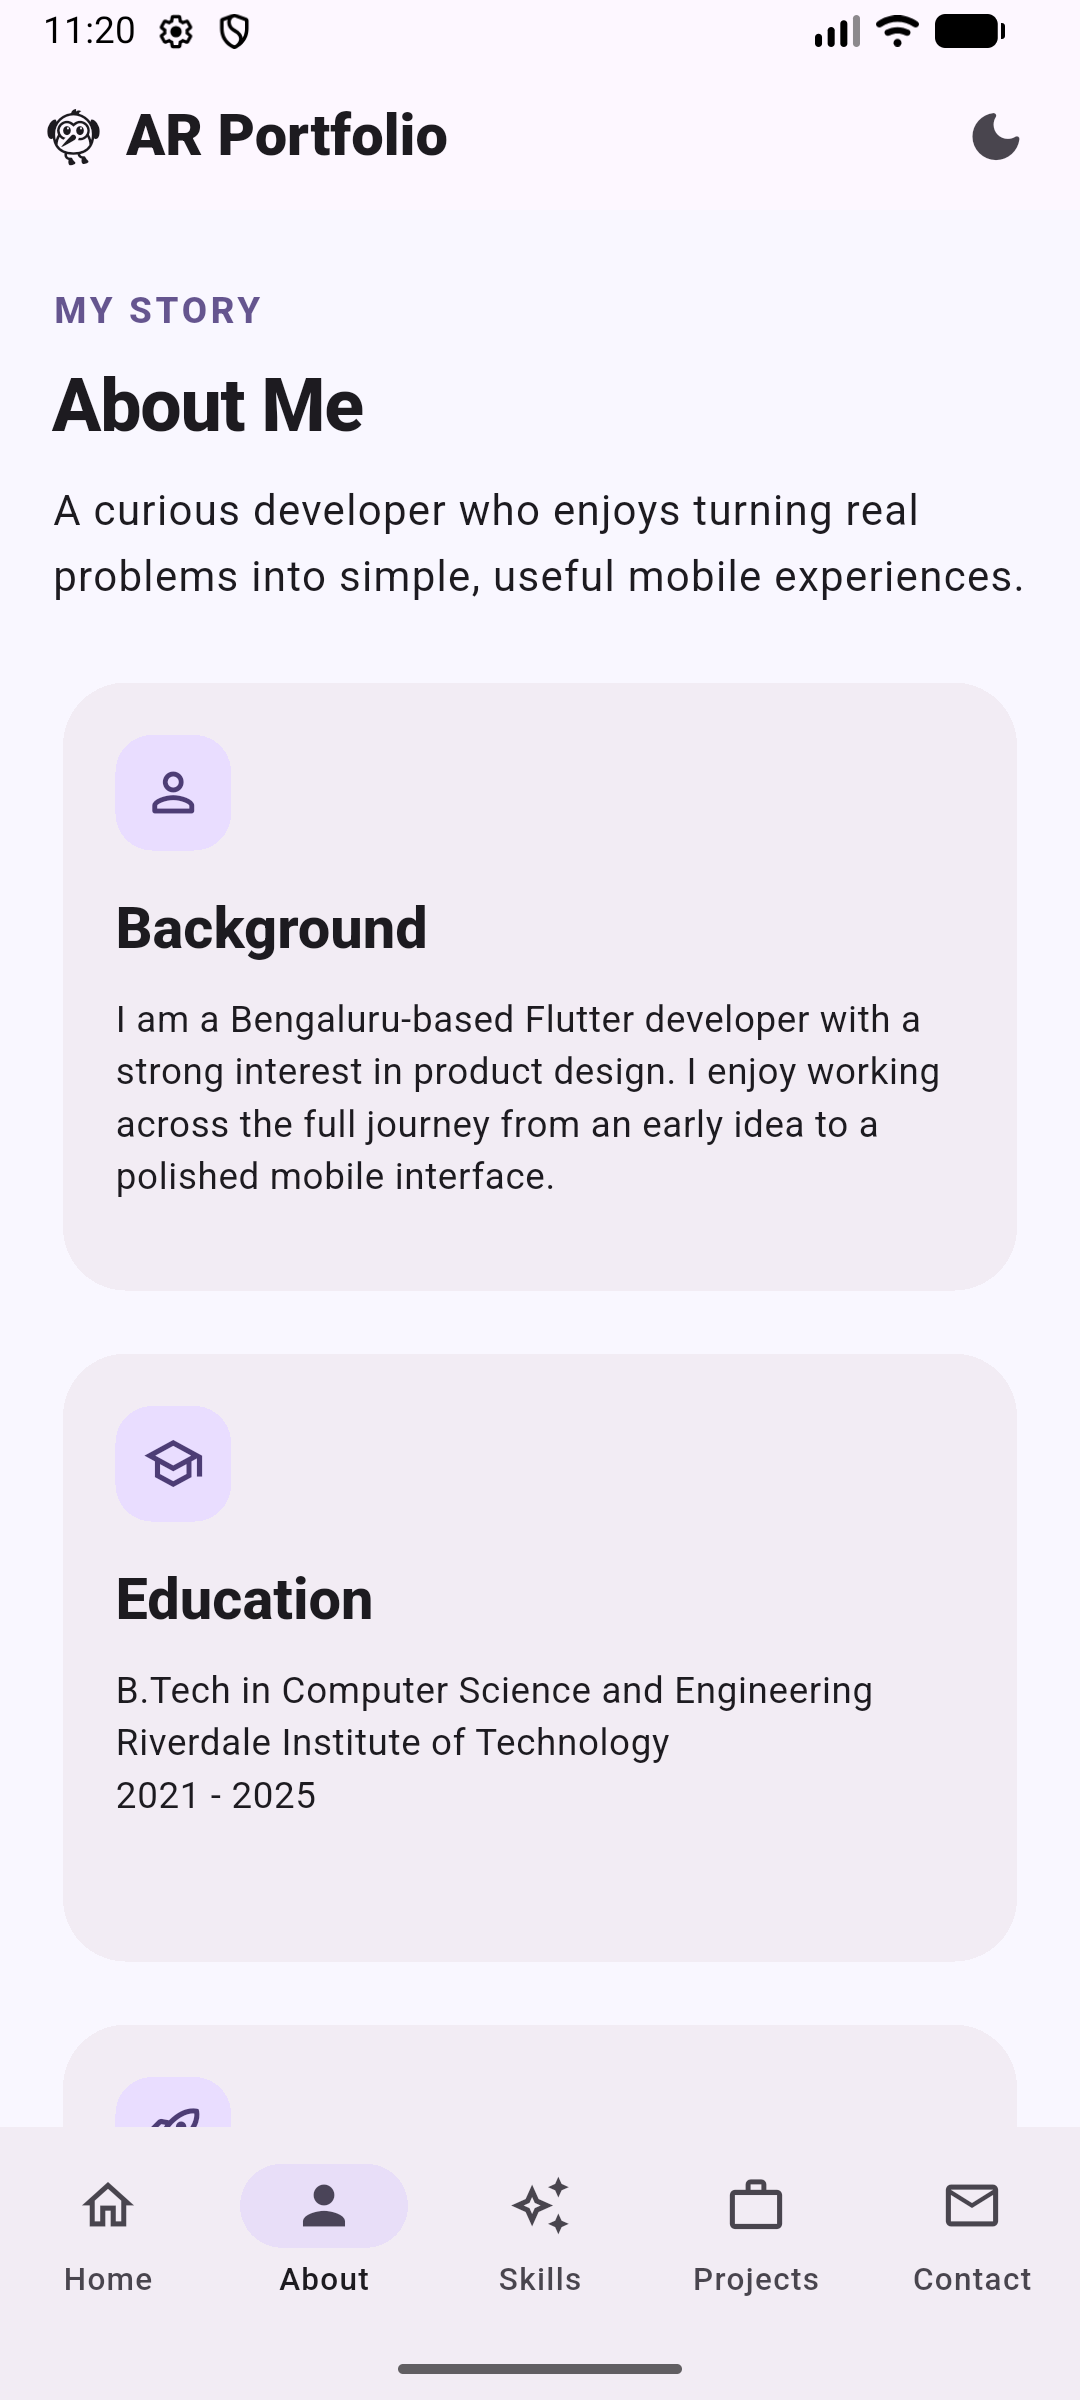 11:20
AR Portfolio
MY STORY
About Me
A curious developer who enjoys turning real
problems into simple, useful mobile experiences.
Background
I am a Bengaluru-based Flutter developer with a
strong interest in product design. I enjoy working
across the full journey from an early idea to a
polished mobile interface.
Education
B.Tech in Computer Science and Engineering
Riverdale Institute of Technology
2021 - 2025
Home About Skills Projects Contact